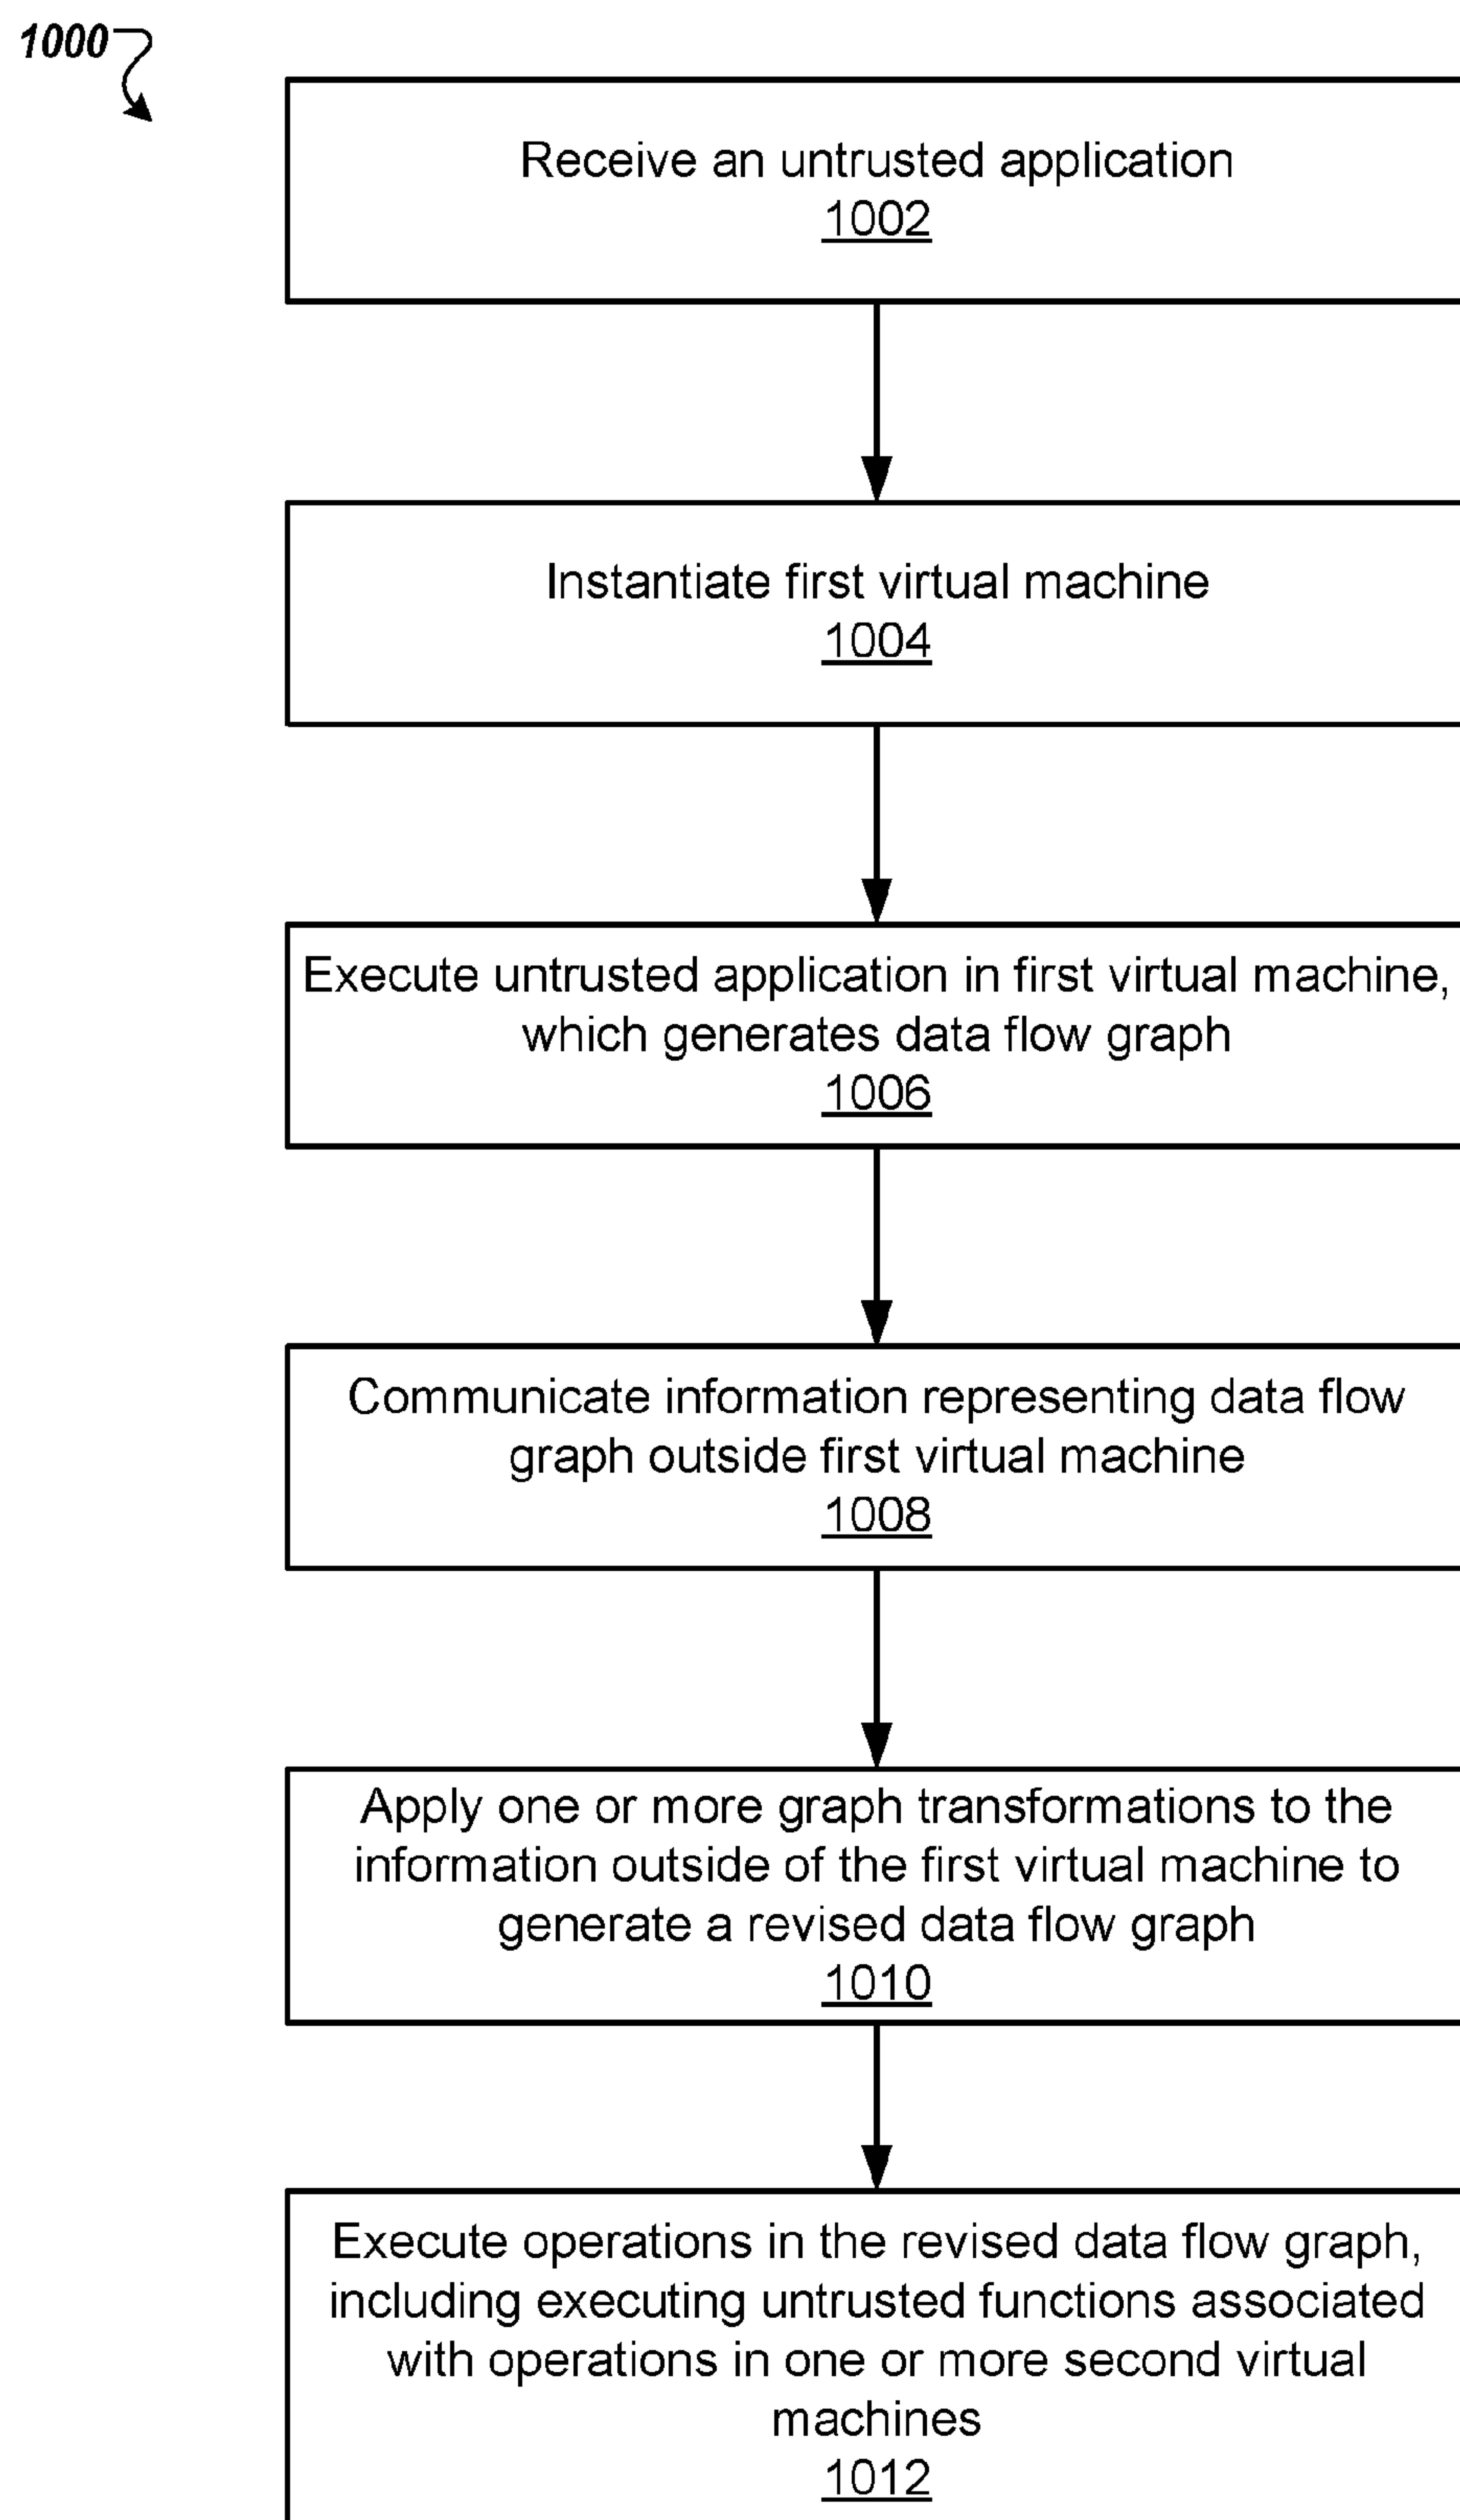 1000
Receive an untrusted application
1002
Instantiate first virtual machine
1004
Execute untrusted application in first virtual machine,
which generates data flow graph
1006
Communicate information representing data flow
graph outside first virtual machine
1008
Apply one or more graph transformations to the
information outside of the first virtual machine to
generate a revised data flow graph
1010
Execute operations in the revised data flow graph,
including executing untrusted functions associated
with operations in one or more second virtual
machines
1012